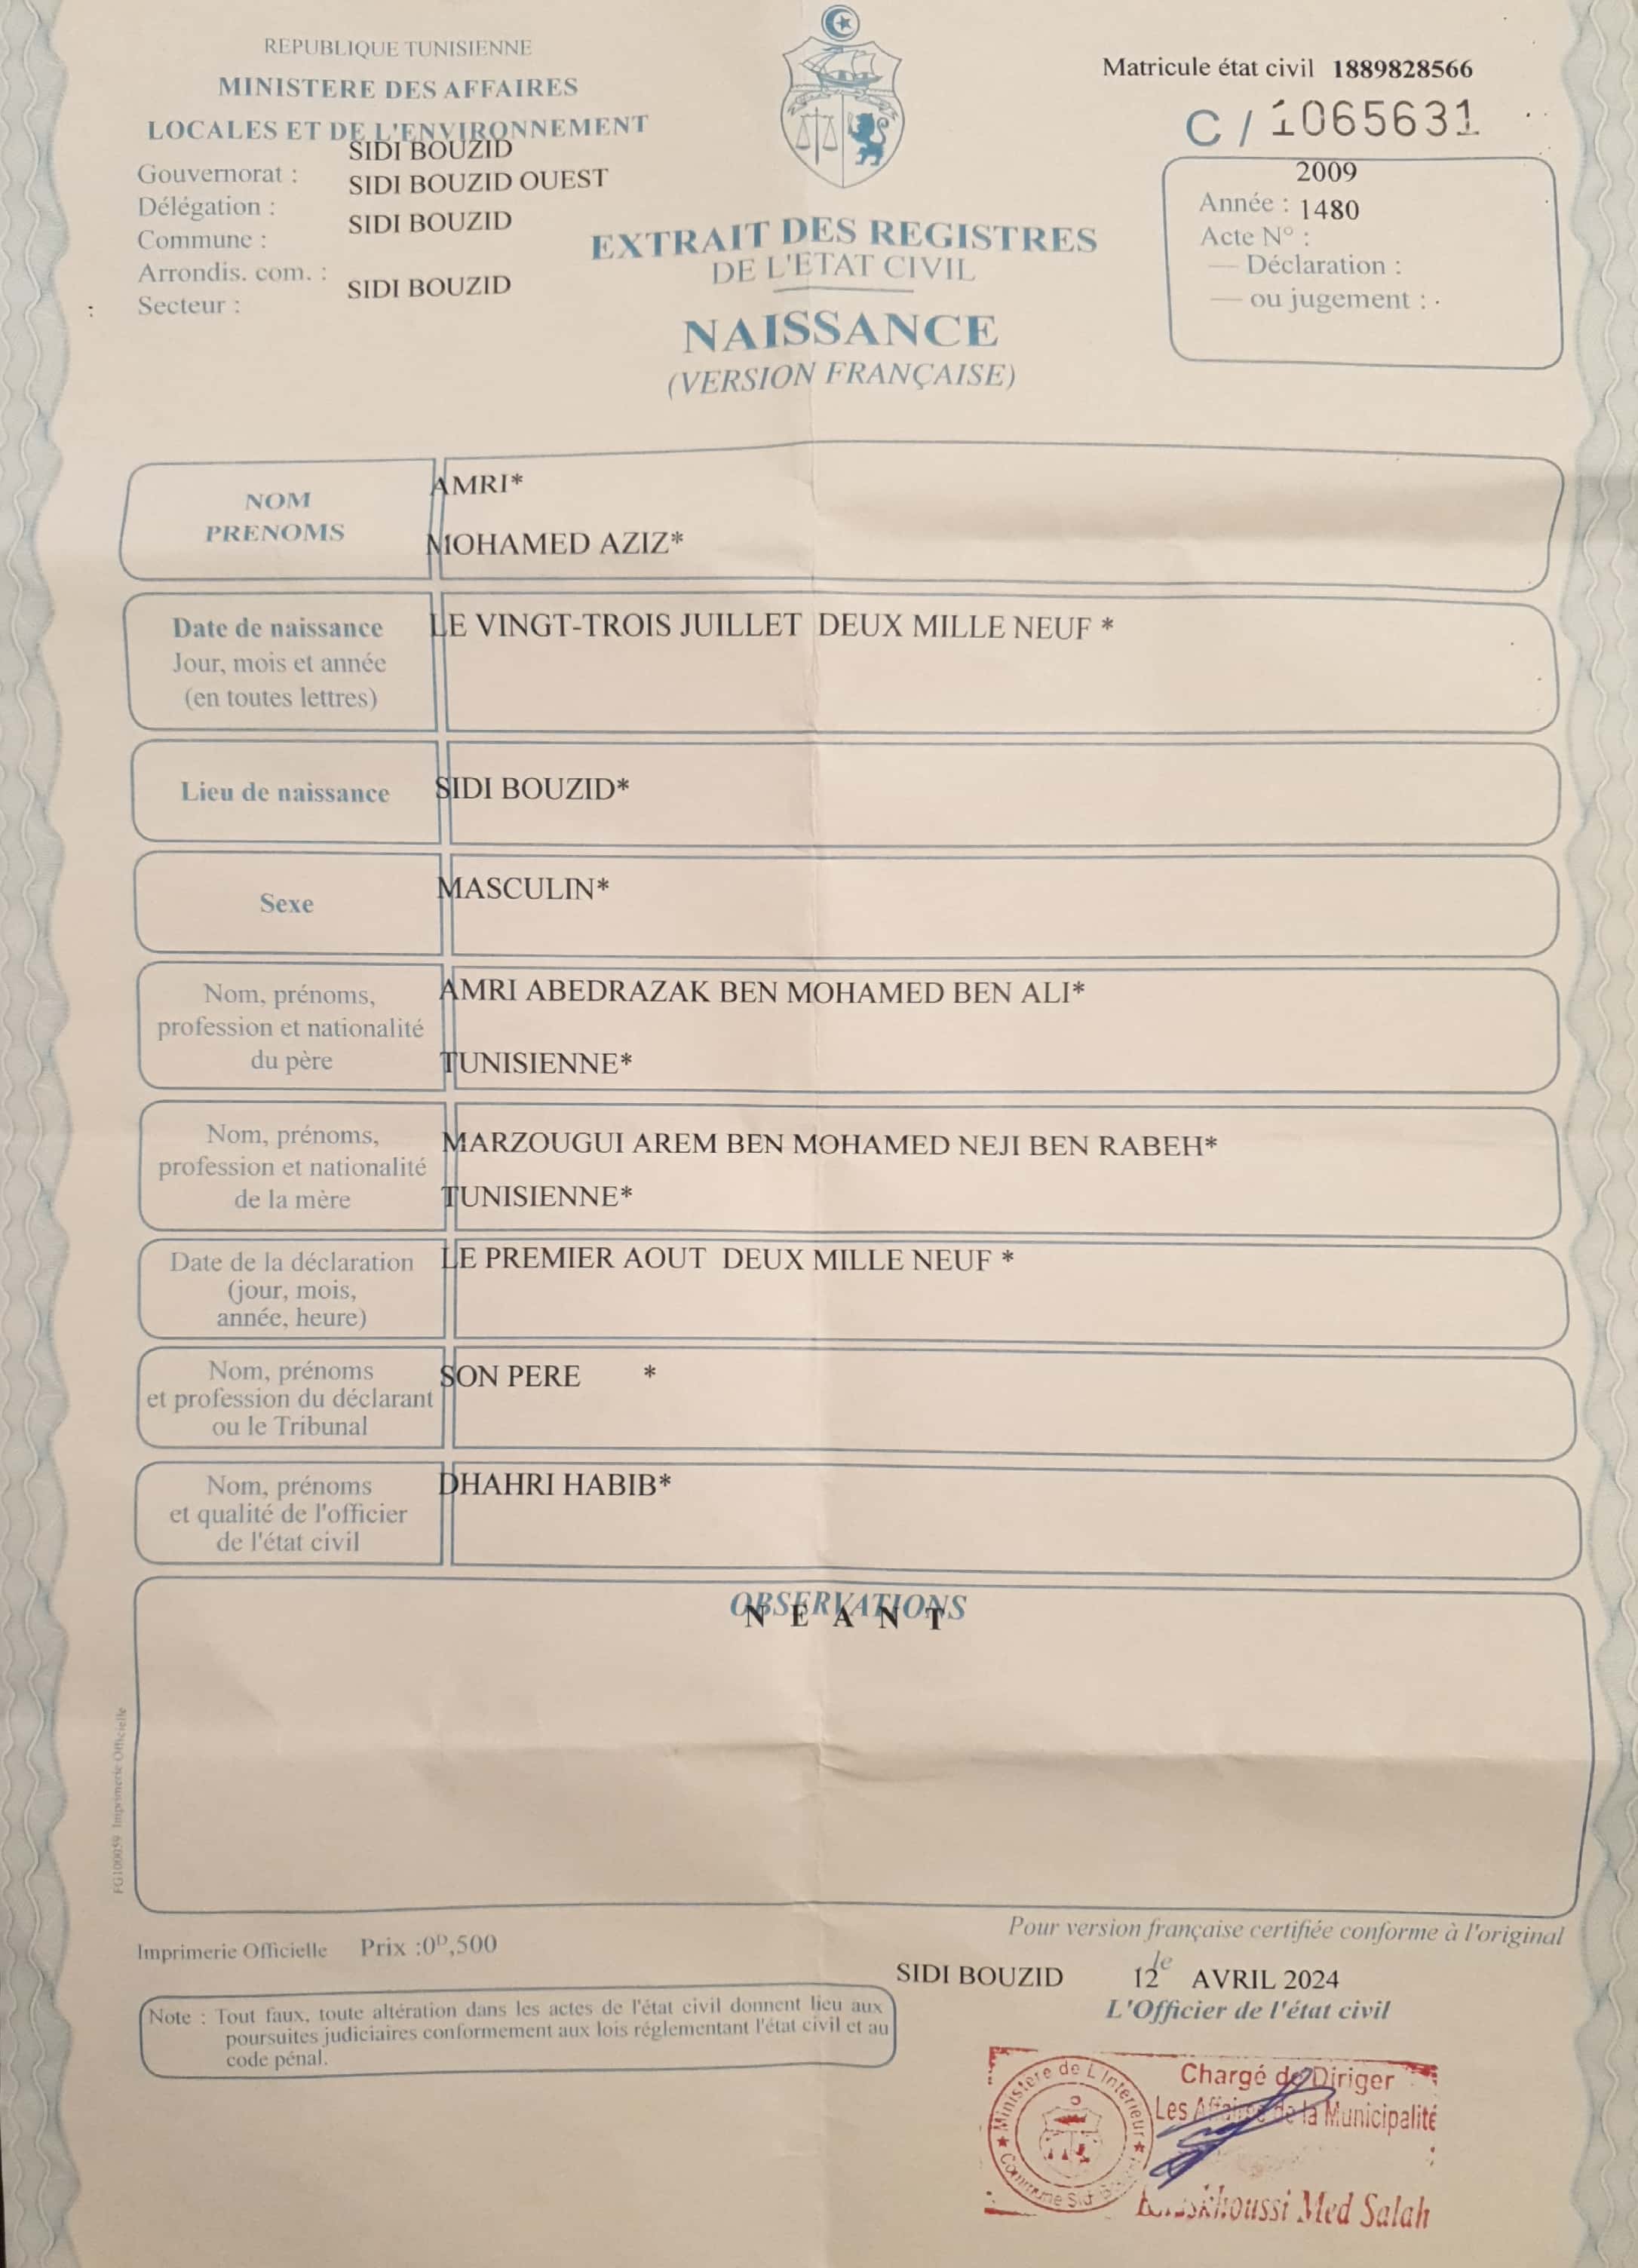 REPUBLIQUE TUNISIENNE
MINISTERE DES AFFAIRES
LOCALES ET DE L'ENVIRONNEMENT
Gouvernorat : SIDI BOUZID
Délégation : SIDI BOUZID OUEST
Commune : SIDI BOUZID
Arrondis. com. :
Secteur : SIDI BOUZID
Matricule état civil 1889828566
C / 1065631
Année : 2009
Acte N° : 1480
— Déclaration :
— ou jugement :
EXTRAIT DES REGISTRES
DE L'ETAT CIVIL
NAISSANCE
(VERSION FRANÇAISE)
NOM AMRI*
PRENOMS MOHAMED AZIZ*
Date de naissance LE VINGT-TROIS JUILLET DEUX MILLE NEUF *
Jour, mois et année
(en toutes lettres)
Lieu de naissance SIDI BOUZID*
Sexe MASCULIN*
Nom, prénoms, AMRI ABEDRAZAK BEN MOHAMED BEN ALI*
profession et nationalité
du père TUNISIENNE*
Nom, prénoms, MARZOUGUI AREM BEN MOHAMED NEJI BEN RABEH*
profession et nationalité
de la mère TUNISIENNE*
Date de la déclaration LE PREMIER AOUT DEUX MILLE NEUF *
(jour, mois,
année, heure)
Nom, prénoms SON PERE *
et profession du déclarant
ou le Tribunal
Nom, prénoms DHAHRI HABIB*
et qualité de l'officier
de l'état civil
OBSERVATIONS
N E A N T
FG100059 Imprimerie Officielle
Imprimerie Officielle Prix :0ᴰ,500
Pour version française certifiée conforme à l'original
SIDI BOUZID le 12 AVRIL 2024
L'Officier de l'état civil
Note : Tout faux, toute altération dans les actes de l'état civil donnent lieu aux
poursuites judiciaires conformement aux lois réglementant l'état civil et au
code pénal.
Ministere de L'Interieur
Commune Sidi
Chargé de Diriger
Les Affaires de la Municipalité
Med Salah